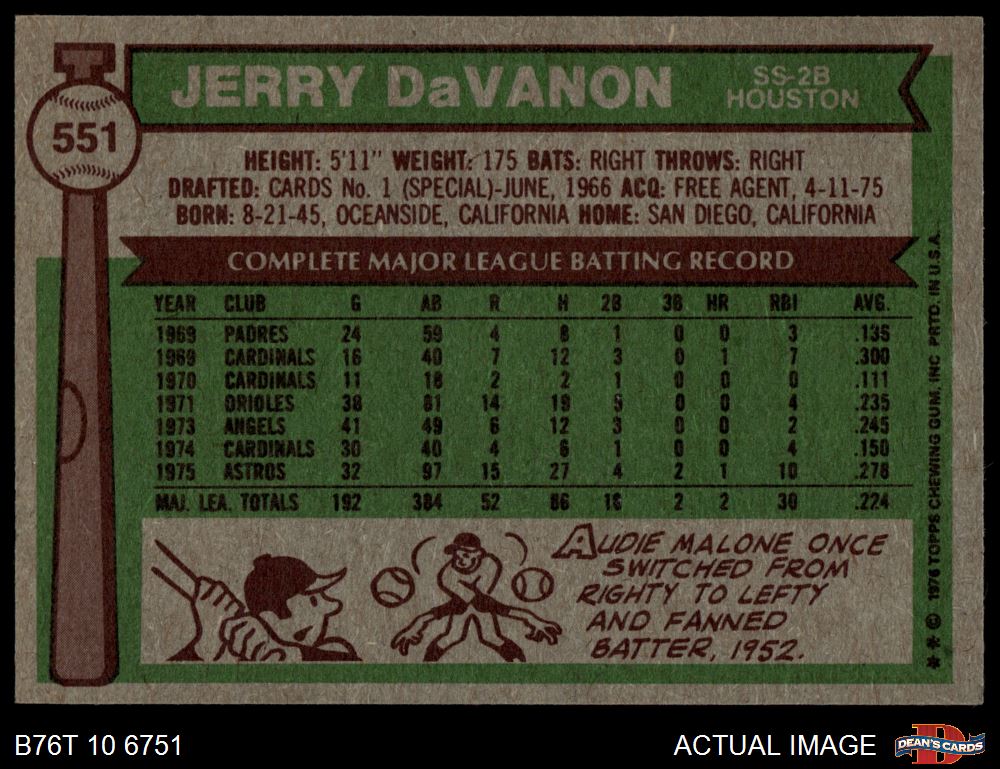 551
JERRY DaVANON
SS-2B
HOUSTON
HEIGHT: 5'11" WEIGHT: 175 BATS: RIGHT THROWS: RIGHT
DRAFTED: CARDS No. 1 (SPECIAL)-JUNE, 1966 ACQ: FREE AGENT, 4-11-75
BORN: 8-21-45, OCEANSIDE, CALIFORNIA HOME: SAN DIEGO, CALIFORNIA
COMPLETE MAJOR LEAGUE BATTING RECORD
YEAR CLUB G AB R H 2B 3B HR RBI AVG.
1969 PADRES 24 59 4 8 1 0 0 3 .135
1969 CARDINALS 16 40 7 12 3 0 1 7 .300
1970 CARDINALS 11 18 2 2 1 0 0 0 .111
1971 ORIOLES 38 81 14 19 5 0 0 4 .235
1973 ANGELS 41 49 6 12 3 0 0 2 .245
1974 CARDINALS 30 40 4 6 1 0 0 4 .150
1975 ASTROS 32 97 15 27 4 2 1 10 .278
MAJ. LEA. TOTALS 192 384 52 86 18 2 2 30 .224
AUDIE MALONE ONCE
SWITCHED FROM
RIGHTY TO LEFTY
AND FANNED
BATTER, 1952.
** © 1976 TOPPS CHEWING GUM, INC PRTD. IN U.S.A.
B76T 10 6751
ACTUAL IMAGE
D
DEAN'S CARDS